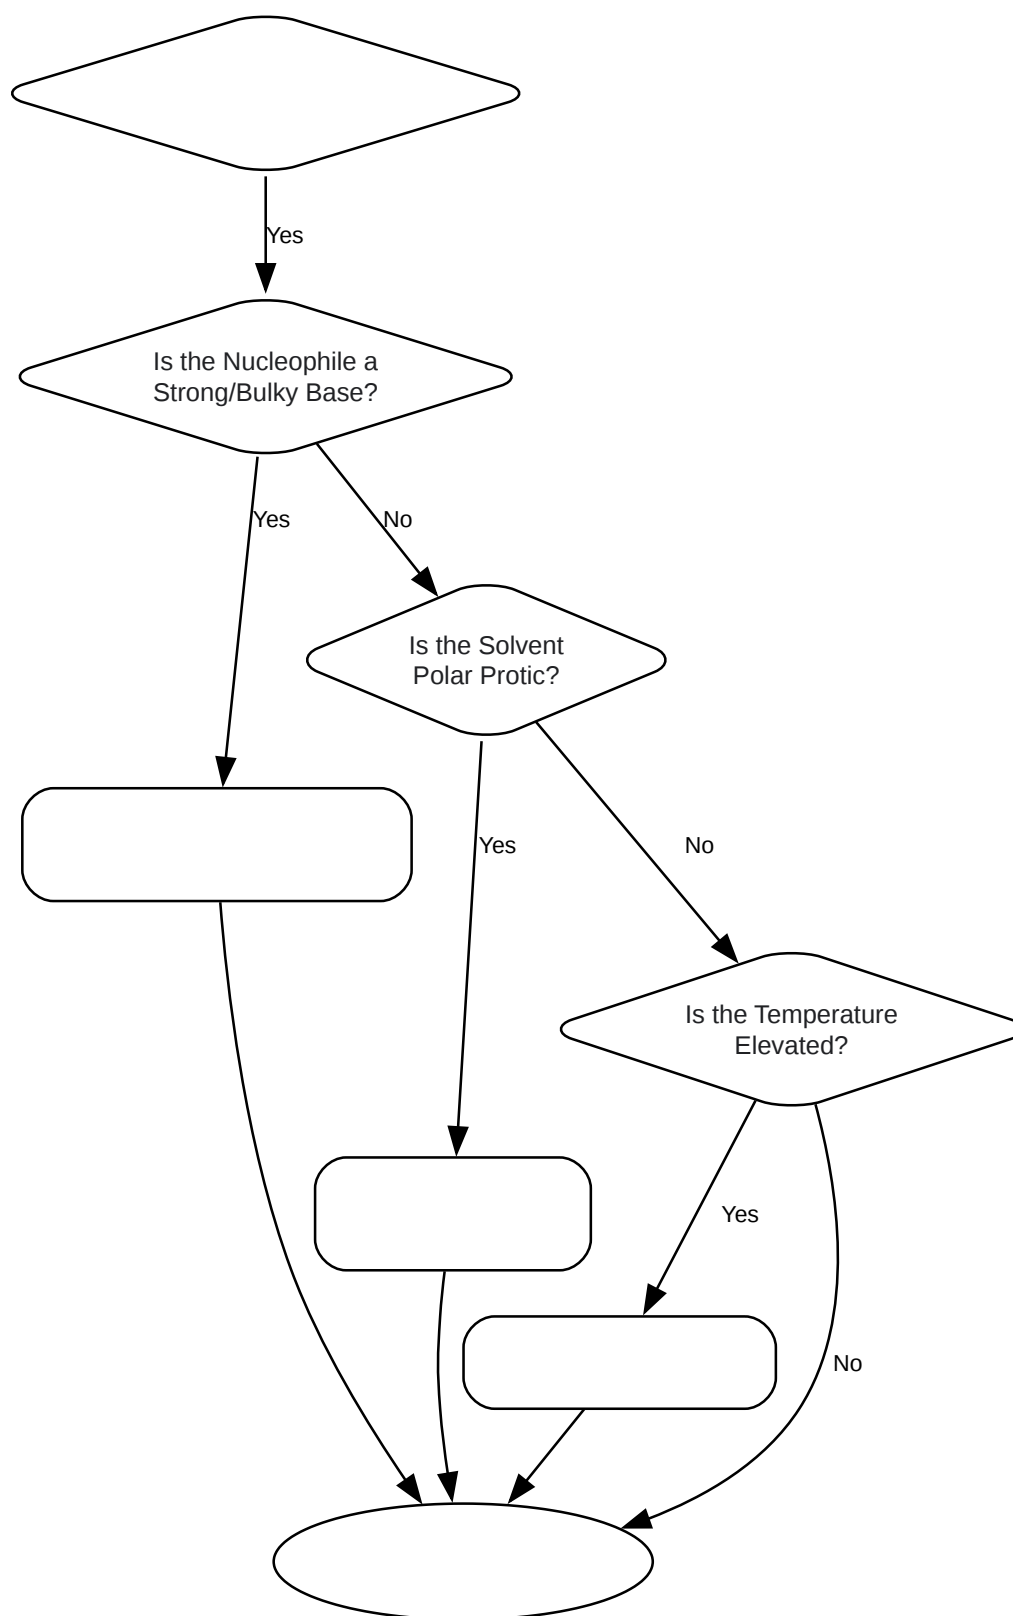 Yes
Is the Nucleophile a
Strong/Bulky Base?
Yes
No
Is the Solvent
Polar Protic?
Yes
No
Is the Temperature
Elevated?
Yes
No